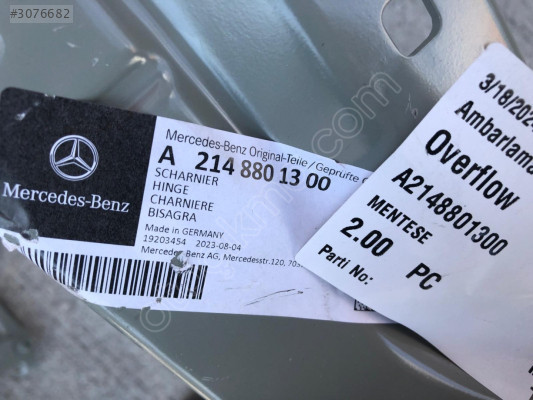 #3076682
Mercedes-Benz
Mercedes-Benz Original-Teile / Geprüfte
A 214 880 13 00
SCHARNIER
HINGE
CHARNIERE
BISAGRA
Made in GERMANY
19203454 2023-08-04
Mercedes-Benz AG, Mercedesstr.120,
Ambarlama
Overflow
A2148801300
MENTESE
2.00 PC
Parti No: